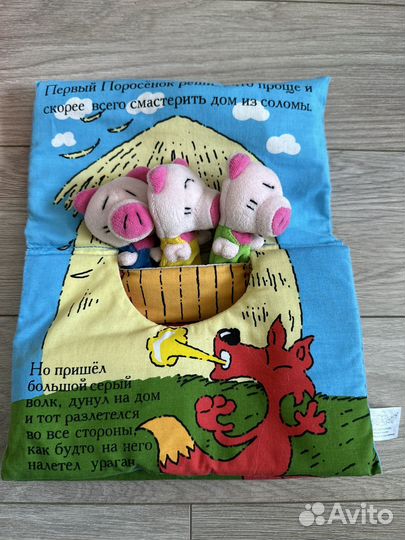 Первый Поросёнок реши что проще и
скорее всего смастерить дом из соломы.
Но пришёл
большой серый
волк, дунул на дом
и тот разлетелся
во все стороны,
как будто на него
налетел ураган.
Avito